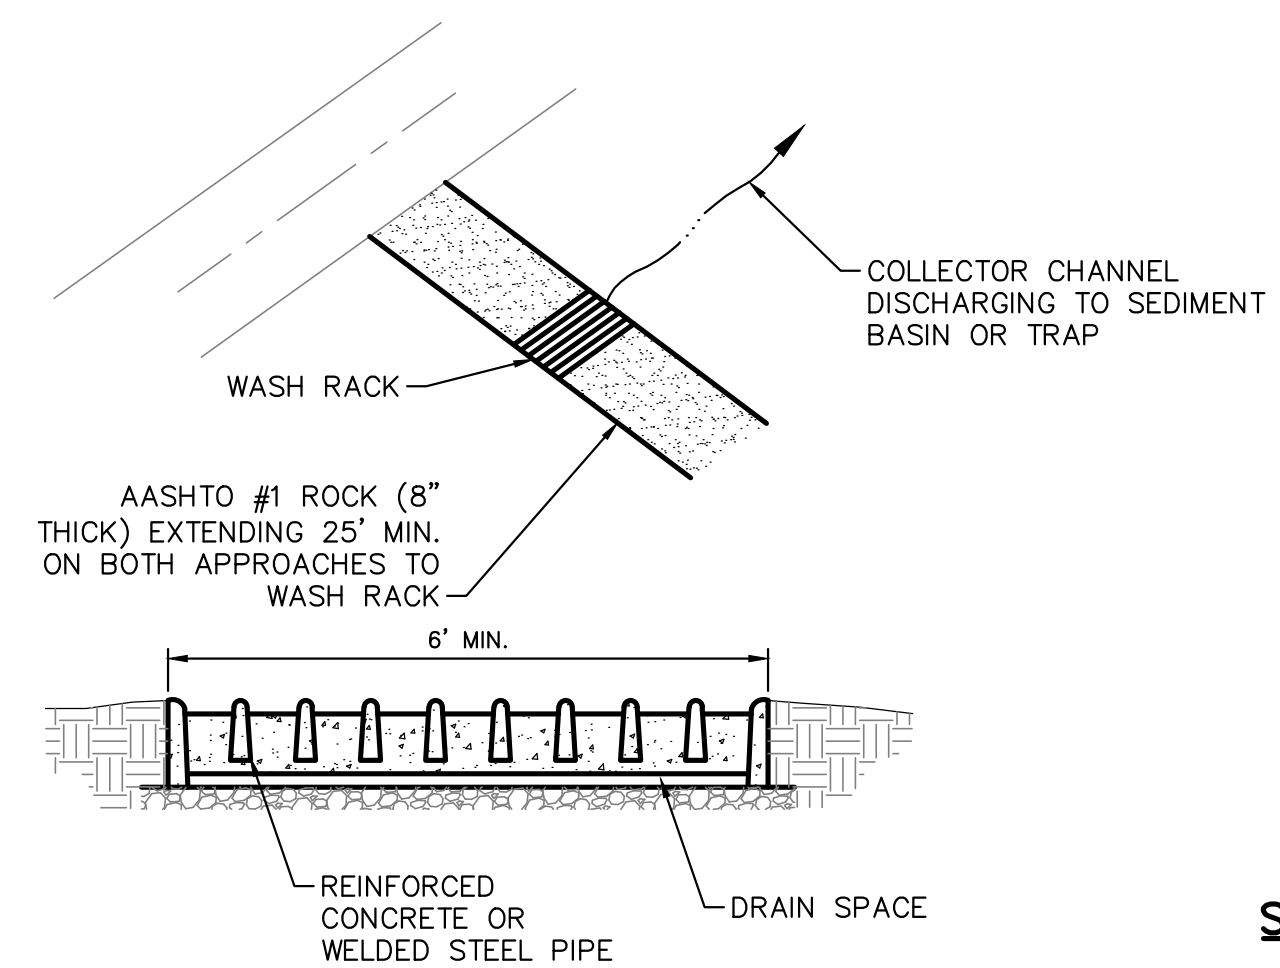 COLLECTOR CHANNEL
DISCHARGING TO SEDIMENT
BASIN OR TRAP
WASH RACK
AASHTO #1 ROCK (8"
THICK) EXTENDING 25' MIN.
ON BOTH APPROACHES TO
WASH RACK
6' MIN.
REINFORCED
CONCRETE OR
WELDED STEEL PIPE
DRAIN SPACE